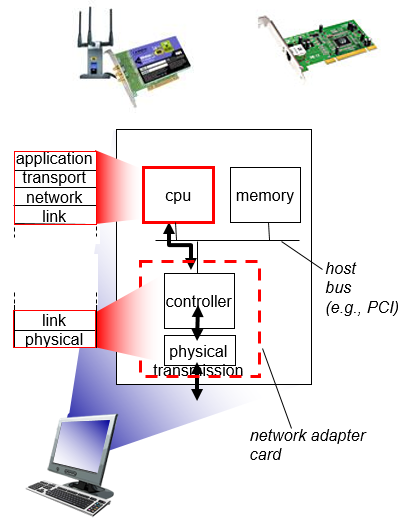 application
transport
network
link
cpu
memory
host
bus
(e.g., PCI)
controller
link
physical
physical
transmission
network adapter
card